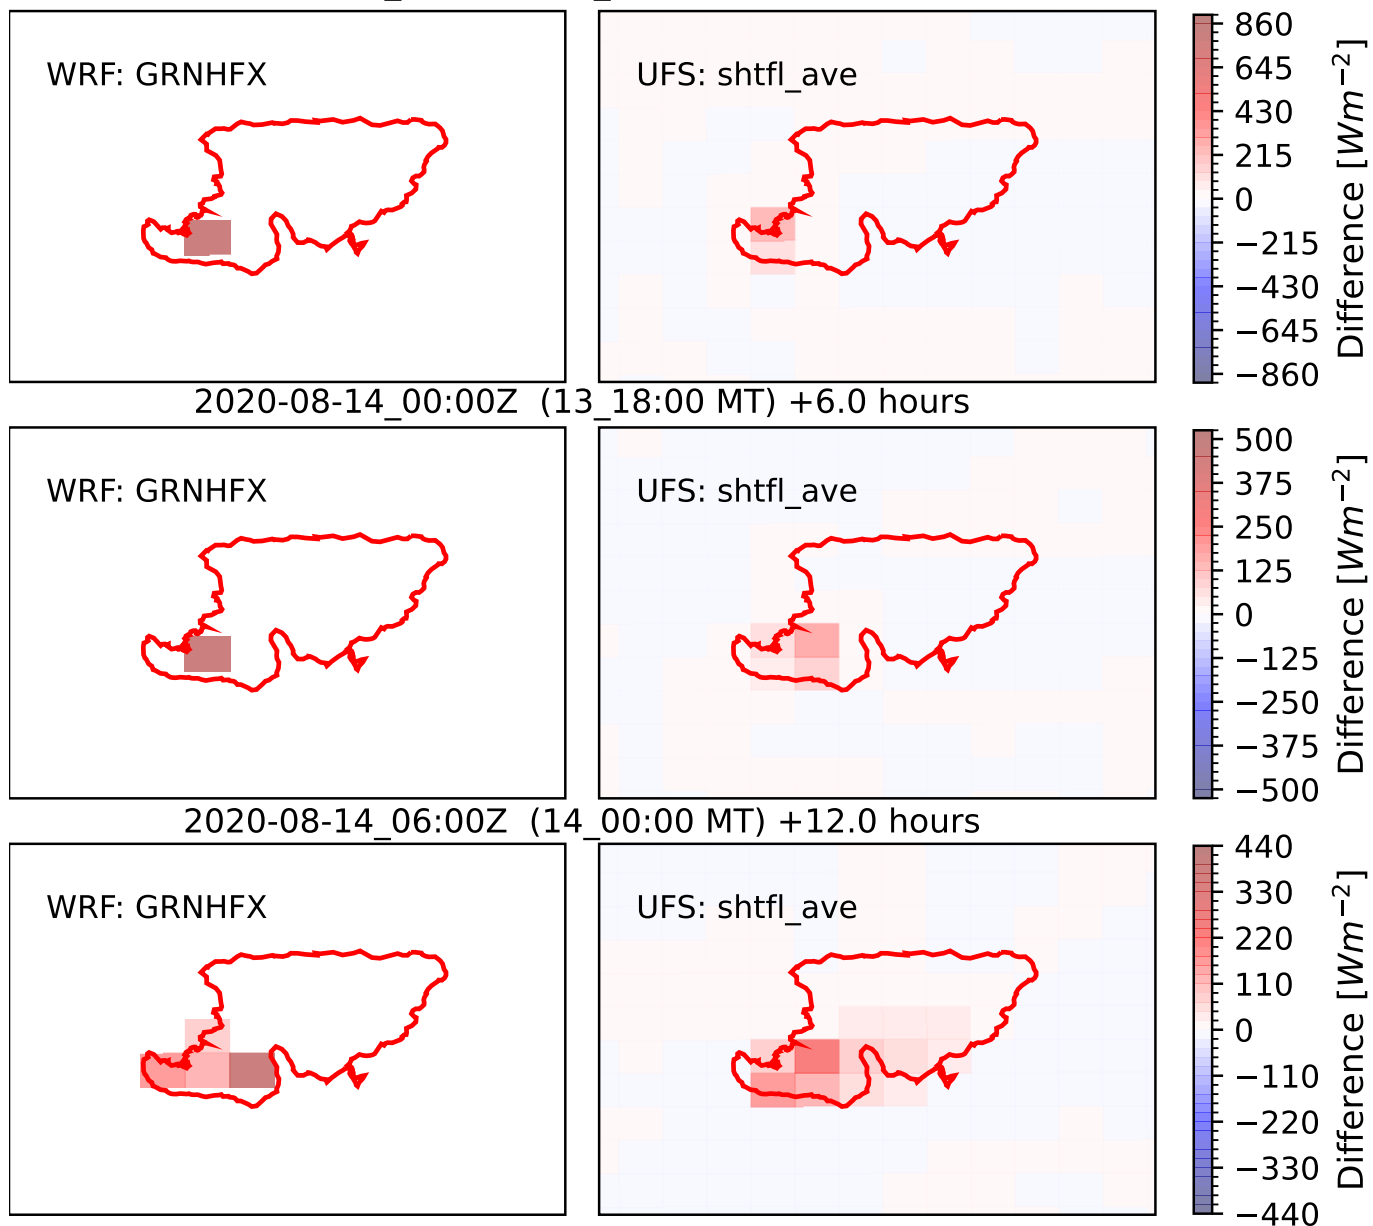 WRF: GRNHFX
UFS: shtfl_ave
860
645
430
215
0
−215
−430
−645
−860
Difference [Wm⁻²]
2020-08-14_00:00Z (13_18:00 MT) +6.0 hours
WRF: GRNHFX
UFS: shtfl_ave
500
375
250
125
0
−125
−250
−375
−500
Difference [Wm⁻²]
2020-08-14_06:00Z (14_00:00 MT) +12.0 hours
WRF: GRNHFX
UFS: shtfl_ave
440
330
220
110
0
−110
−220
−330
−440
Difference [Wm⁻²]